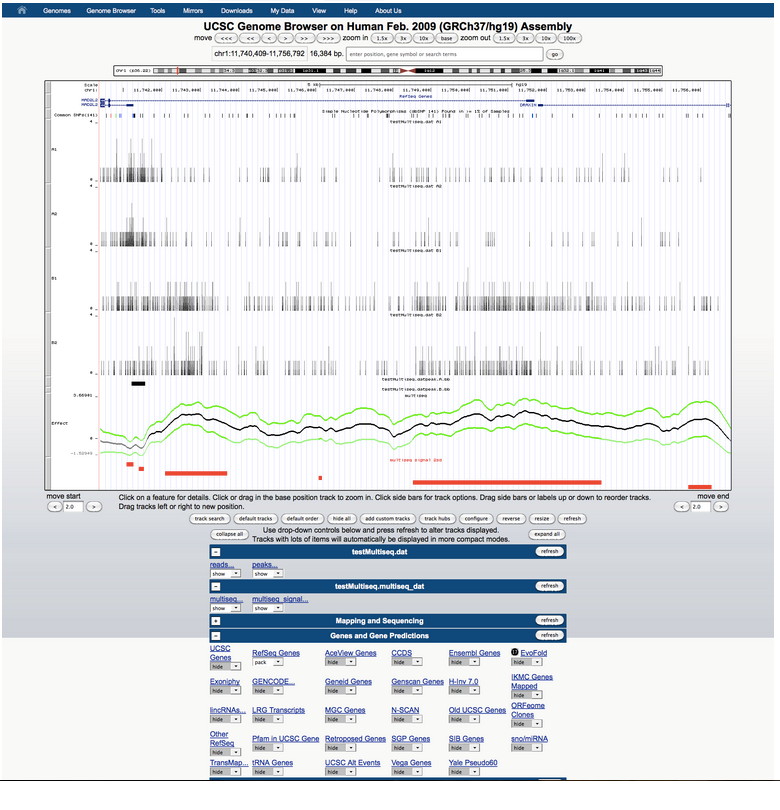 Genomes Genome Browser Tools Mirrors Downloads My Data View Help About Us
UCSC Genome Browser on Human Feb. 2009 (GRCh37/hg19) Assembly
move <<< << < > >> >>> zoom in 1.5x 3x 10x base zoom out 1.5x 3x 10x 100x
chr1:11,740,409-11,756,792 16,384 bp. enter position, gene symbol or search terms go
chr1 (p36.22)
Scale 5 kb hg19
chr1: 11,742,000 11,743,000 11,744,000 11,745,000 11,746,000 11,747,000 11,748,000 11,749,000 11,750,000 11,751,000 11,752,000 11,753,000 11,754,000 11,755,000 11,756,000
RefSeq Genes
MAD2L2
MAD2L2 DRAXIN
Simple Nucleotide Polymorphisms (dbSNP 141) Found in >= 1% of Samples
Common SNPs(141)
testMultiseq.dat A1
A1
testMultiseq.dat A2
A2
testMultiseq.dat B1
B1
testMultiseq.dat B2
B2
multiseq
Effect
multiseq_signal.bed
move start Click on a feature for details. Click or drag in the base position track to zoom in. Click side bars for track options. Drag side bars or labels up or down to reorder tracks. move end
< 2.0 > Drag tracks left or right to new position. < 2.0 >
track search default tracks default order hide all add custom tracks track hubs configure reverse resize refresh
collapse all Use drop-down controls below and press refresh to alter tracks displayed. expand all
Tracks with lots of items will automatically be displayed in more compact modes.
- testMultiseq.dat refresh
reads... peaks...
show show
- testMultiseq.multiseq_dat refresh
multiseq... multiseq_signal...
show show
+ Mapping and Sequencing refresh
- Genes and Gene Predictions refresh
UCSC Genes RefSeq Genes AceView Genes CCDS Ensembl Genes EvoFold
hide pack hide hide hide hide
Exoniphy GENCODE... Geneid Genes Genscan Genes H-Inv 7.0 IKMC Genes Mapped
hide hide hide hide hide hide
lincRNAs... LRG Transcripts MGC Genes N-SCAN Old UCSC Genes ORFeome Clones
hide hide hide hide hide hide
Other RefSeq Pfam in UCSC Gene Retroposed Genes SGP Genes SIB Genes sno/miRNA
hide hide hide hide hide hide
TransMap... tRNA Genes UCSC Alt Events Vega Genes Yale Pseudo60
hide hide hide hide hide